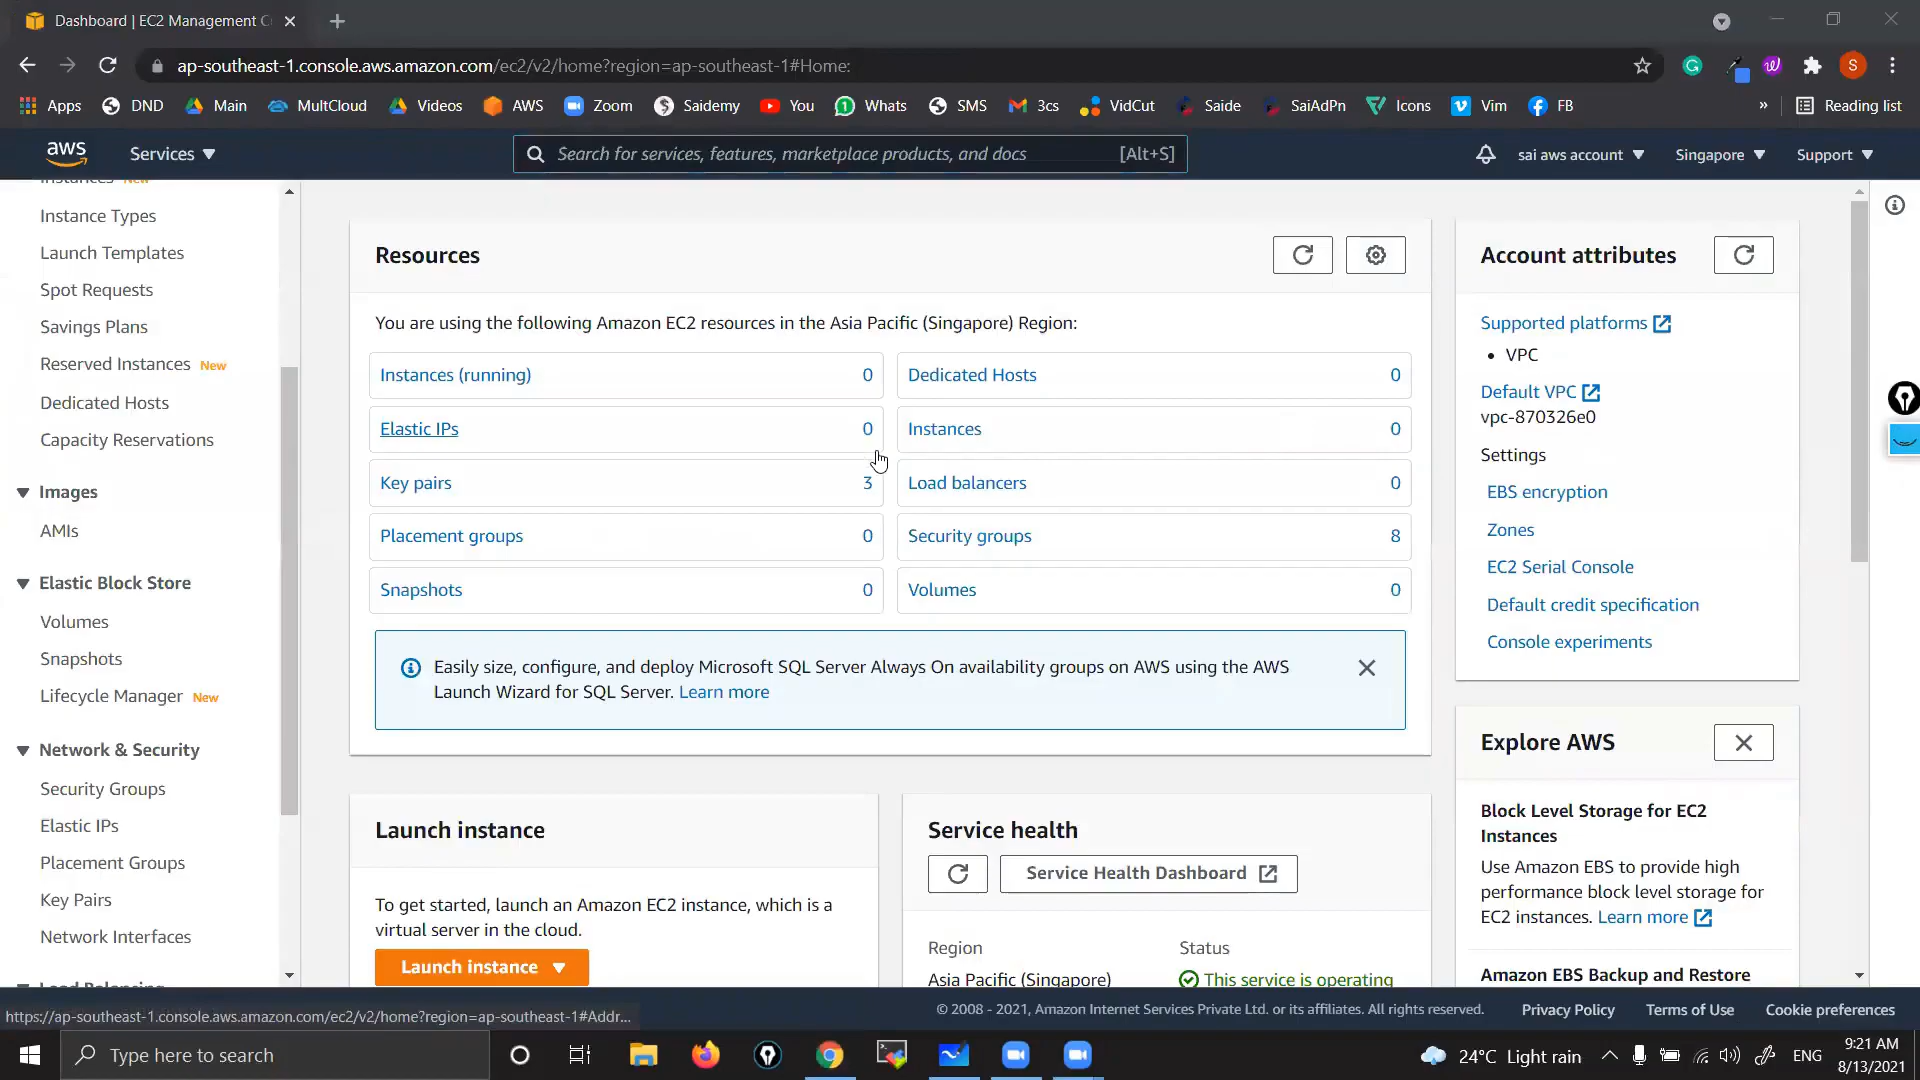 Dashboard | EC2 Management C
ap-southeast-1.console.aws.amazon.com/ec2/v2/home?region=ap-southeast-1#Home:
Apps DND Main MultCloud Videos AWS Zoom Saidemy You Whats SMS 3cs VidCut Saide SaiAdPn Icons Vim FB » Reading list
aws Services Search for services, features, marketplace products, and docs [Alt+S] sai aws account Singapore Support
Instances New
Instance Types
Launch Templates
Spot Requests
Savings Plans
Reserved Instances New
Dedicated Hosts
Capacity Reservations
Images
AMIs
Elastic Block Store
Volumes
Snapshots
Lifecycle Manager New
Network & Security
Security Groups
Elastic IPs
Placement Groups
Key Pairs
Network Interfaces
Load Balancing
Resources
You are using the following Amazon EC2 resources in the Asia Pacific (Singapore) Region:
Instances (running) 0 Dedicated Hosts 0
Elastic IPs 0 Instances 0
Key pairs 3 Load balancers 0
Placement groups 0 Security groups 8
Snapshots 0 Volumes 0
Easily size, configure, and deploy Microsoft SQL Server Always On availability groups on AWS using the AWS
Launch Wizard for SQL Server. Learn more
Launch instance
To get started, launch an Amazon EC2 instance, which is a
virtual server in the cloud.
Launch instance
Service health
Service Health Dashboard
Region Status
Asia Pacific (Singapore) This service is operating
Account attributes
Supported platforms
• VPC
Default VPC
vpc-870326e0
Settings
EBS encryption
Zones
EC2 Serial Console
Default credit specification
Console experiments
Explore AWS
Block Level Storage for EC2
Instances
Use Amazon EBS to provide high
performance block level storage for
EC2 instances. Learn more
Amazon EBS Backup and Restore
https://ap-southeast-1.console.aws.amazon.com/ec2/v2/home?region=ap-southeast-1#Addr...
© 2008 - 2021, Amazon Internet Services Private Ltd. or its affiliates. All rights reserved. Privacy Policy Terms of Use Cookie preferences
Type here to search
24°C Light rain ENG
9:21 AM
8/13/2021